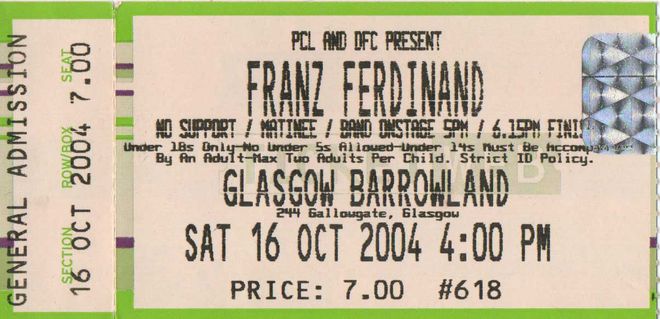 GENERAL ADMISSION
SECTION ROW/BOX SEAT
16 OCT 2004 7.00
PCL AND DFC PRESENT
FRANZ FERDINAND
NO SUPPORT / MATINEE / BAND ONSTAGE 5PM / 6.15PM FINIS
Under 18s Only-No Under 5s Allowed-Under 14s Must Be Accomp
By An Adult-Max Two Adults Per Child. Strict ID Policy.
GLASGOW BARROWLAND
244 Gallowgate, Glasgow
SAT 16 OCT 2004 4:00 PM
PRICE: 7.00 #618